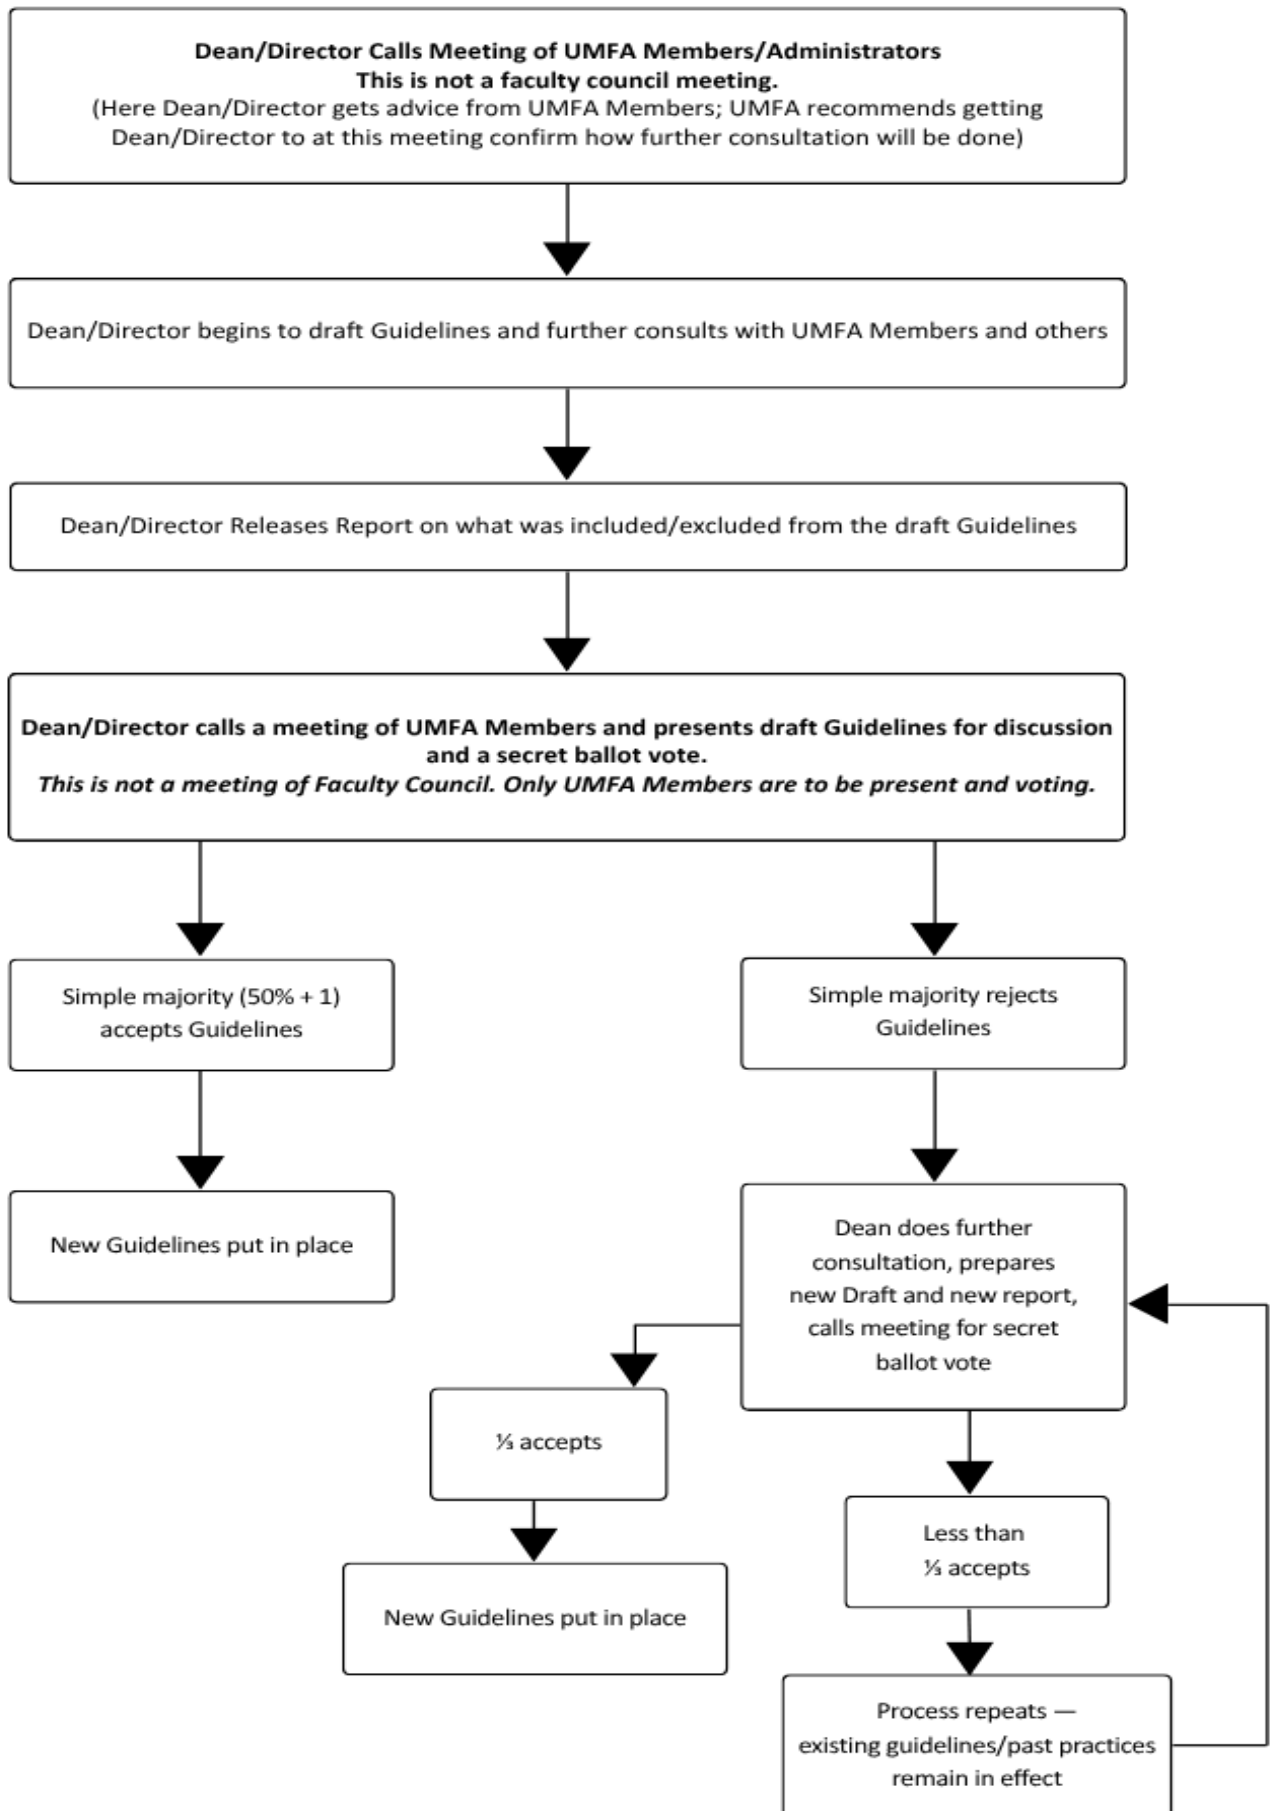 Dean/Director Calls Meeting of UMFA Members/Administrators
This is not a faculty council meeting.
(Here Dean/Director gets advice from UMFA Members; UMFA recommends getting
Dean/Director to at this meeting confirm how further consultation will be done)
Dean/Director begins to draft Guidelines and further consults with UMFA Members and others
Dean/Director Releases Report on what was included/excluded from the draft Guidelines
Dean/Director calls a meeting of UMFA Members and presents draft Guidelines for discussion
and a secret ballot vote.
This is not a meeting of Faculty Council. Only UMFA Members are to be present and voting.
Simple majority (50% + 1)
accepts Guidelines
New Guidelines put in place
Simple majority rejects
Guidelines
Dean does further
consultation, prepares
new Draft and new report,
calls meeting for secret
ballot vote
⅓ accepts
New Guidelines put in place
Less than
⅓ accepts
Process repeats —
existing guidelines/past practices
remain in effect